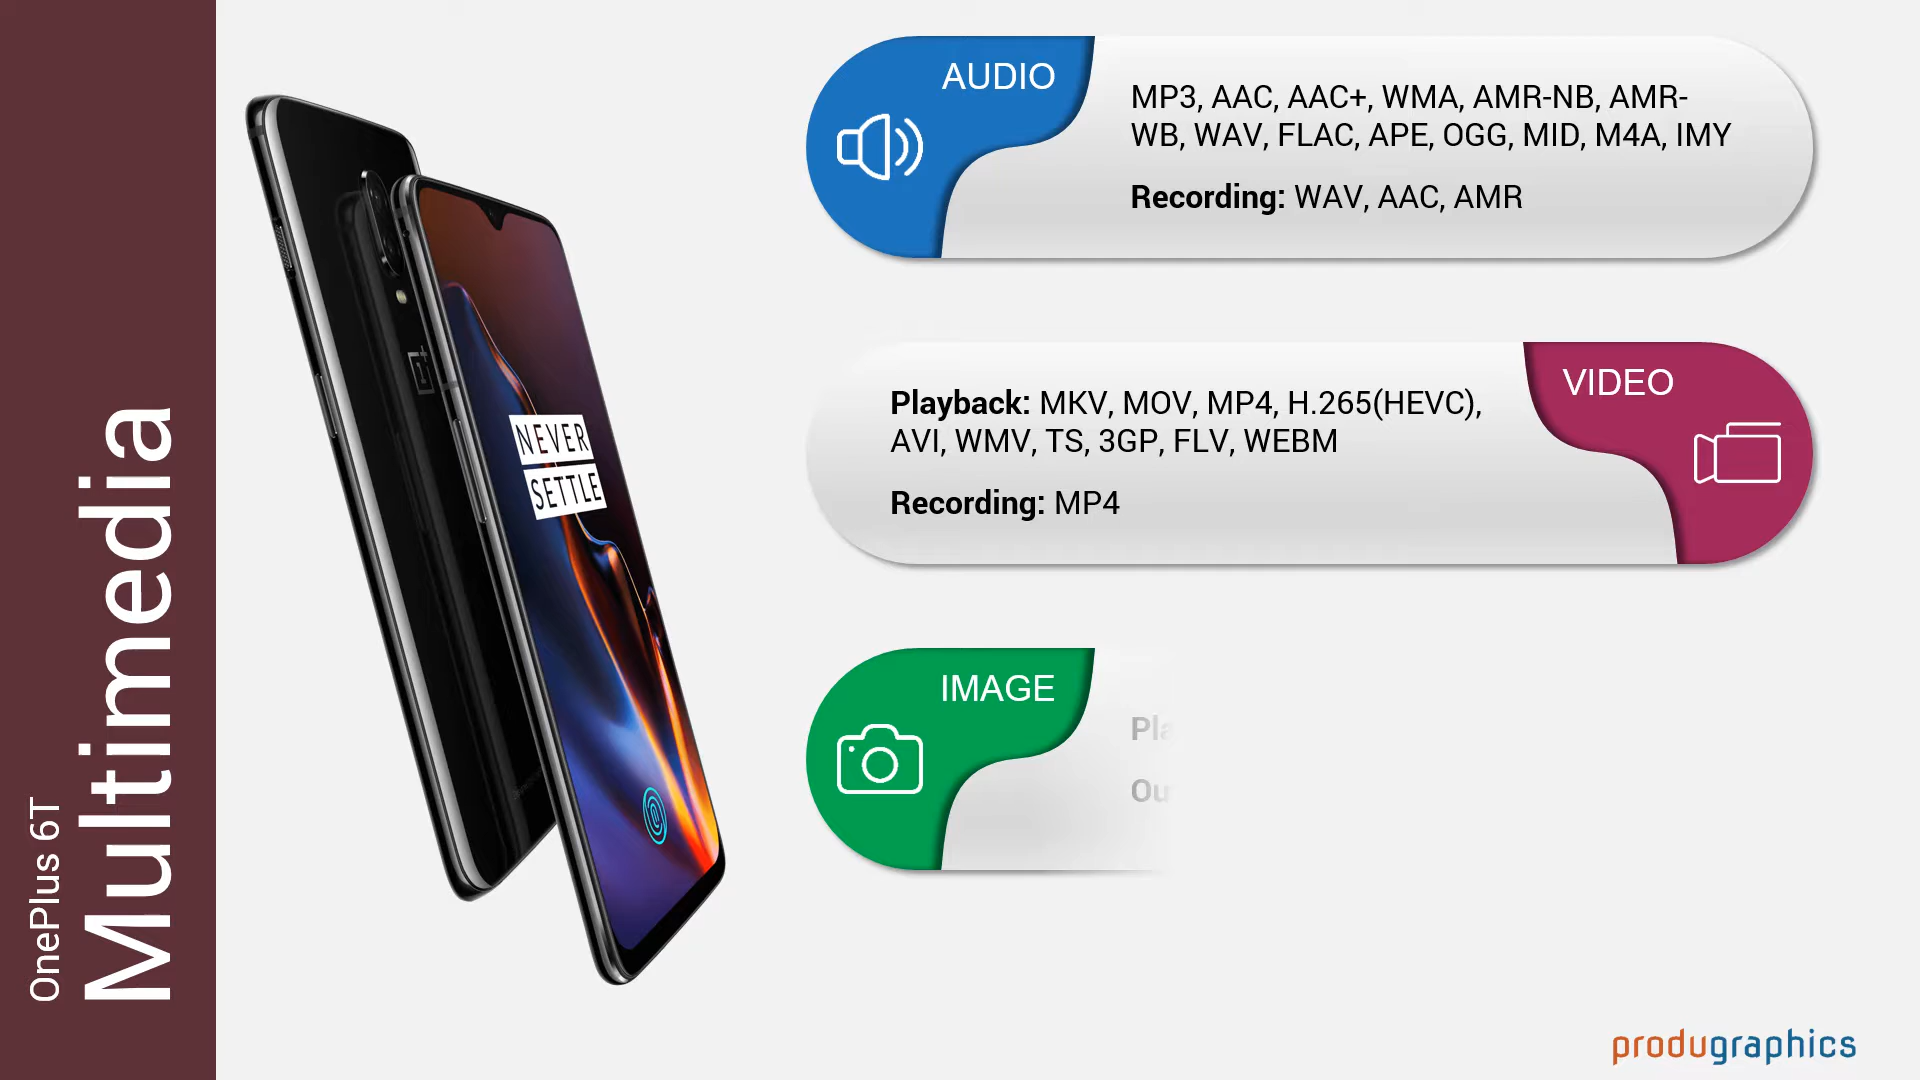 OnePlus 6T
Multimedia
NEVER
SETTLE
AUDIO
MP3, AAC, AAC+, WMA, AMR-NB, AMR-
WB, WAV, FLAC, APE, OGG, MID, M4A, IMY
Recording: WAV, AAC, AMR
VIDEO
Playback: MKV, MOV, MP4, H.265(HEVC),
AVI, WMV, TS, 3GP, FLV, WEBM
Recording: MP4
IMAGE
produgraphics